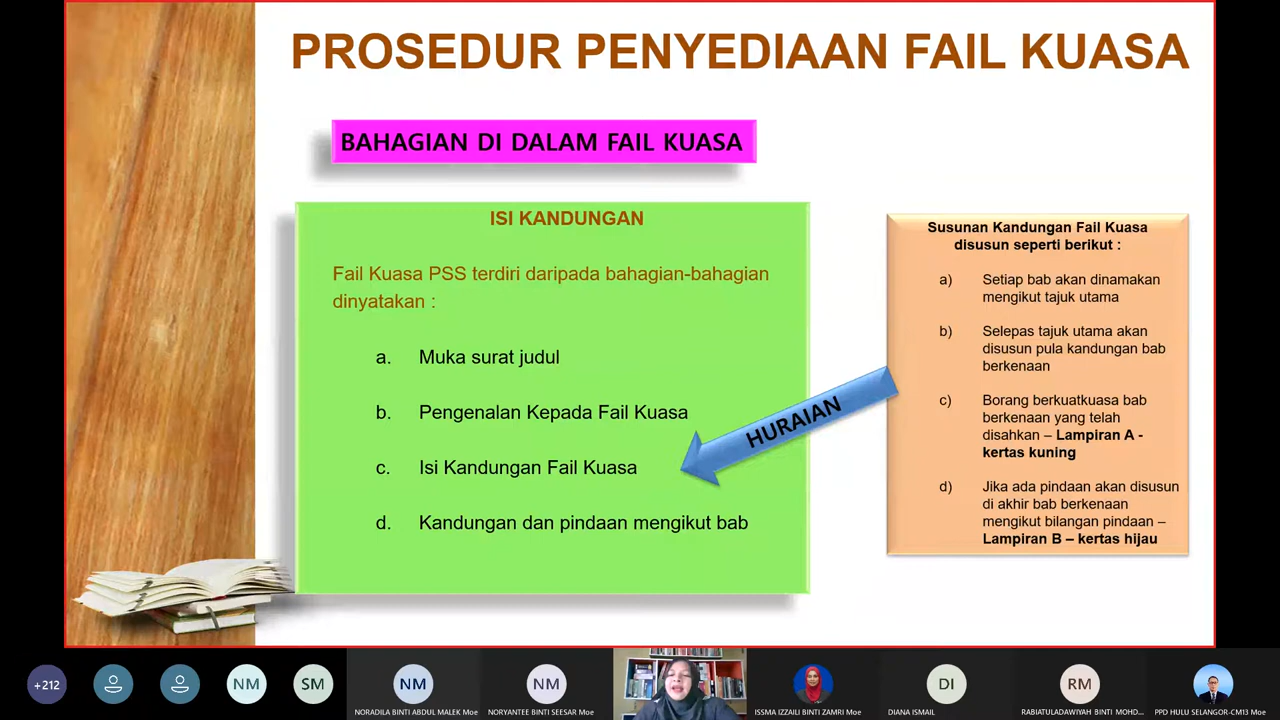 PROSEDUR PENYEDIAAN FAIL KUASA
BAHAGIAN DI DALAM FAIL KUASA
ISI KANDUNGAN
Fail Kuasa PSS terdiri daripada bahagian-bahagian
dinyatakan :
a. Muka surat judul
b. Pengenalan Kepada Fail Kuasa
c. Isi Kandungan Fail Kuasa
d. Kandungan dan pindaan mengikut bab
HURAIAN
Susunan Kandungan Fail Kuasa
disusun seperti berikut :
a) Setiap bab akan dinamakan
mengikut tajuk utama
b) Selepas tajuk utama akan
disusun pula kandungan bab
berkenaan
c) Borang berkuatkuasa bab
berkenaan yang telah
disahkan – Lampiran A -
kertas kuning
d) Jika ada pindaan akan disusun
di akhir bab berkenaan
mengikut bilangan pindaan –
Lampiran B – kertas hijau
+212
NM
SM
NM
NORADILA BINTI ABDUL MALEK Moe
NM
NORYANTEE BINTI SEESAR Moe
ISSMA IZZAILI BINTI ZAMRI Moe
DI
DIANA ISMAIL
RM
RABIATULADAWIYAH BINTI MOHD...
PPD HULU SELANGOR-CM13 Moe